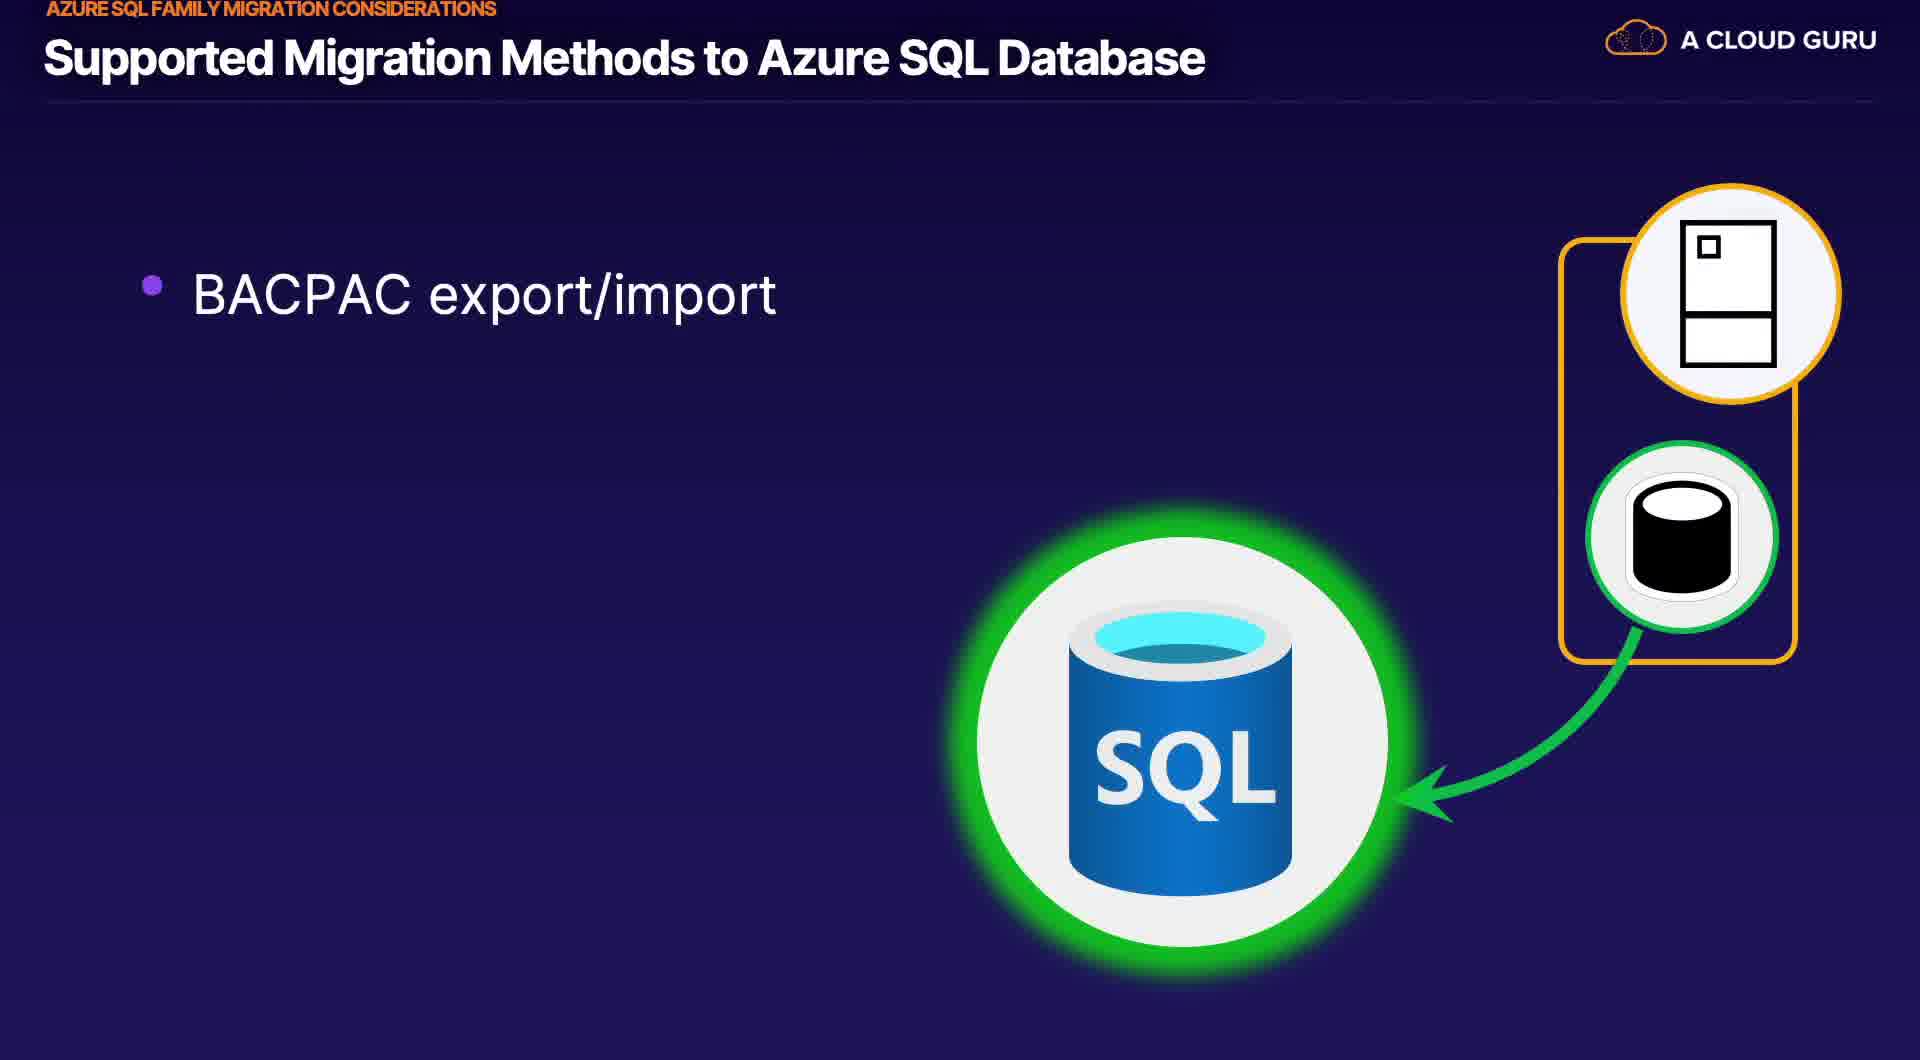 AZURE SQL FAMILY MIGRATION CONSIDERATIONS
Supported Migration Methods to Azure SQL Database
A CLOUD GURU
BACPAC export/import
SQL